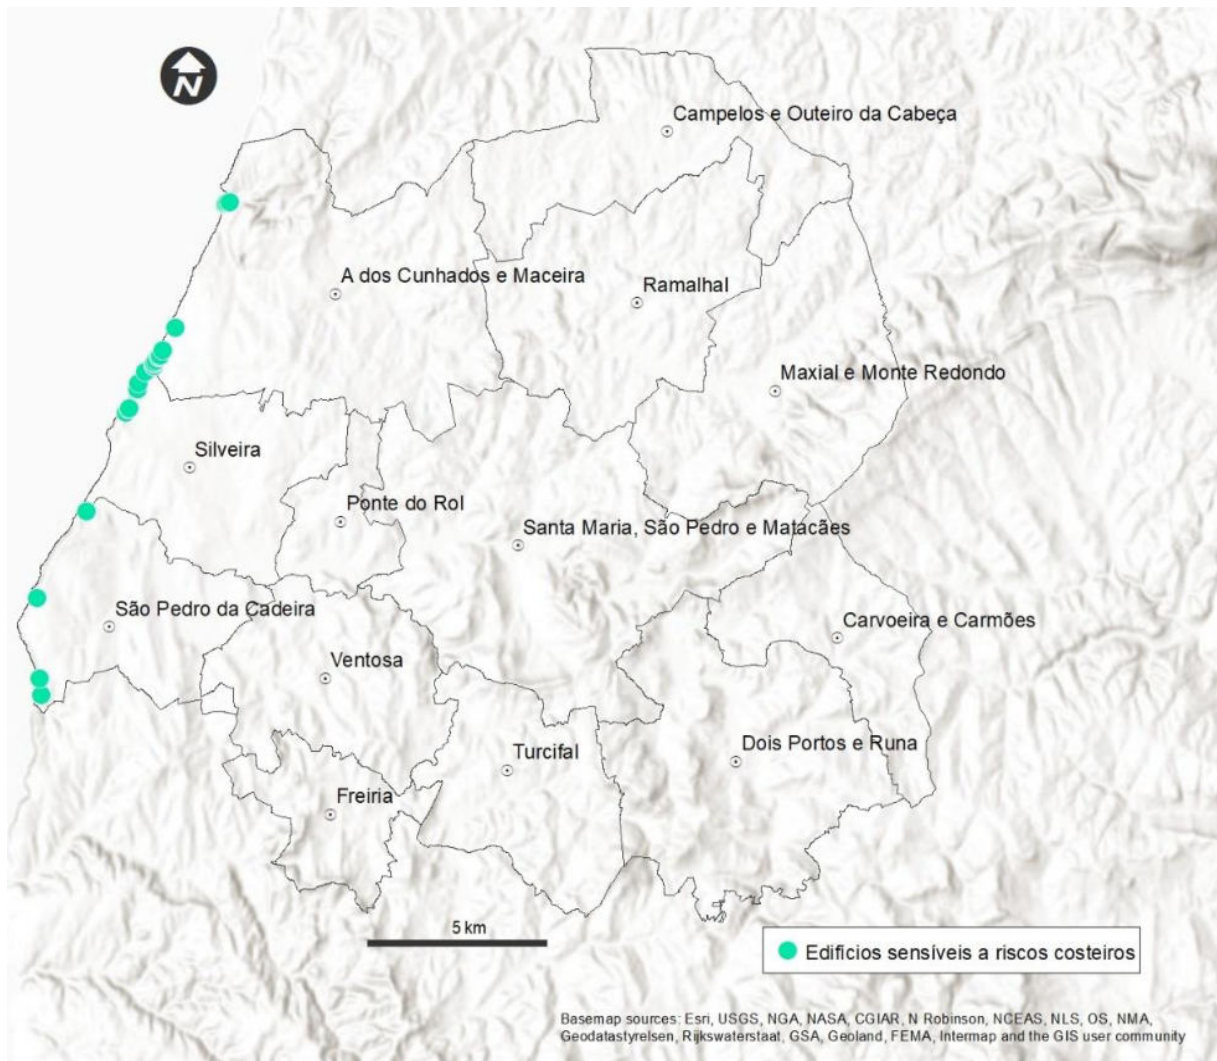 N
Campelos e Outeiro da Cabeça
A dos Cunhados e Maceira
Ramalhal
Maxial e Monte Redondo
Silveira
Ponte do Rol
Santa Maria, São Pedro e Matacães
São Pedro da Cadeira
Carvoeira e Carmões
Ventosa
Dois Portos e Runa
Turcifal
Freiria
5 km
Edifícios sensíveis a riscos costeiros
Basemap sources: Esri, USGS, NGA, NASA, CGIAR, N Robinson, NCEAS, NLS, OS, NMA,
Geodatastyrelsen, Rijkswaterstaat, GSA, Geoland, FEMA, Intermap and the GIS user community